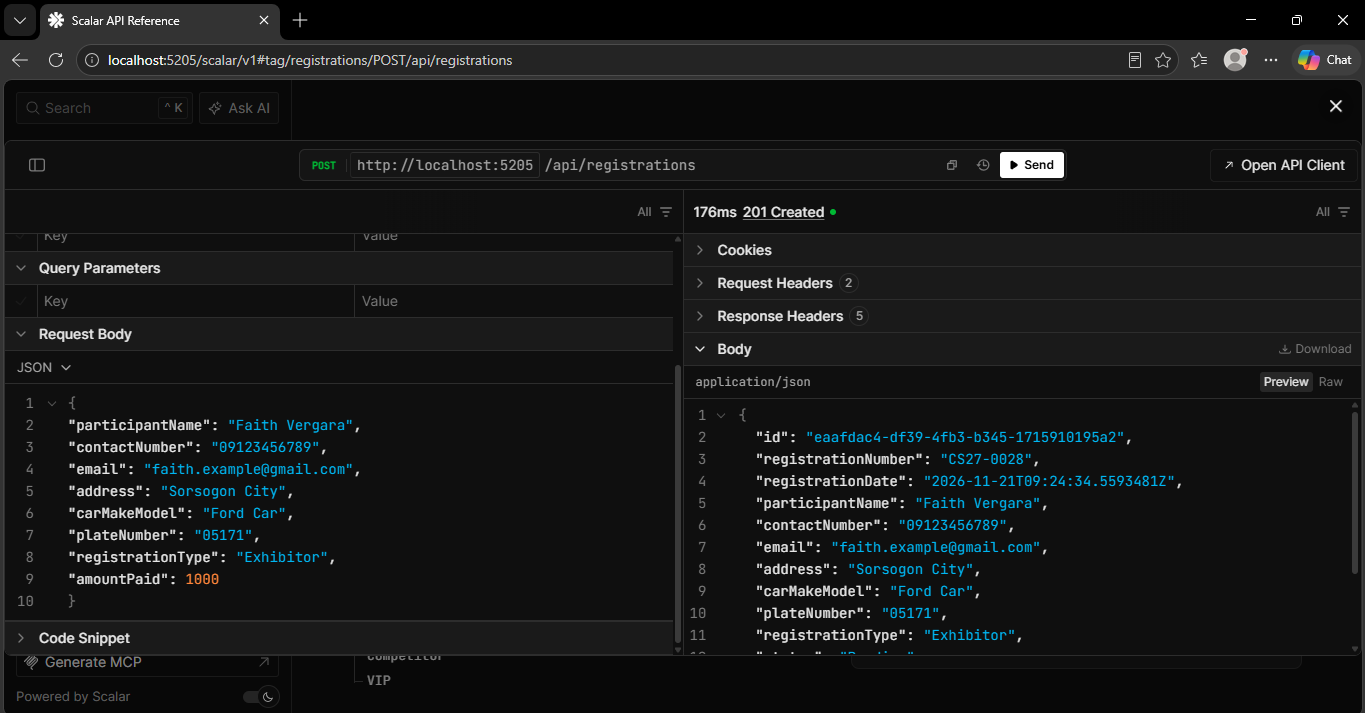 Scalar API Reference
localhost:5205/scalar/v1#tag/registrations/POST/api/registrations
Chat
Search
^ K
Ask AI
POST
http://localhost:5205
/api/registrations
Send
Open API Client
All
176ms 201 Created
All
Key
Value
Query Parameters
Key
Value
Request Body
JSON
1 {
2 "participantName": "Faith Vergara",
3 "contactNumber": "09123456789",
4 "email": "faith.example@gmail.com",
5 "address": "Sorsogon City",
6 "carMakeModel": "Ford Car",
7 "plateNumber": "05171",
8 "registrationType": "Exhibitor",
9 "amountPaid": 1000
10 }
Code Snippet
Cookies
Request Headers 2
Response Headers 5
Body
Download
application/json
Preview Raw
1 {
2 "id": "eaafdac4-df39-4fb3-b345-1715910195a2",
3 "registrationNumber": "CS27-0028",
4 "registrationDate": "2026-11-21T09:24:34.5593481Z",
5 "participantName": "Faith Vergara",
6 "contactNumber": "09123456789",
7 "email": "faith.example@gmail.com",
8 "address": "Sorsogon City",
9 "carMakeModel": "Ford Car",
10 "plateNumber": "05171",
11 "registrationType": "Exhibitor",
Generate MCP
Competitor
VIP
Powered by Scalar